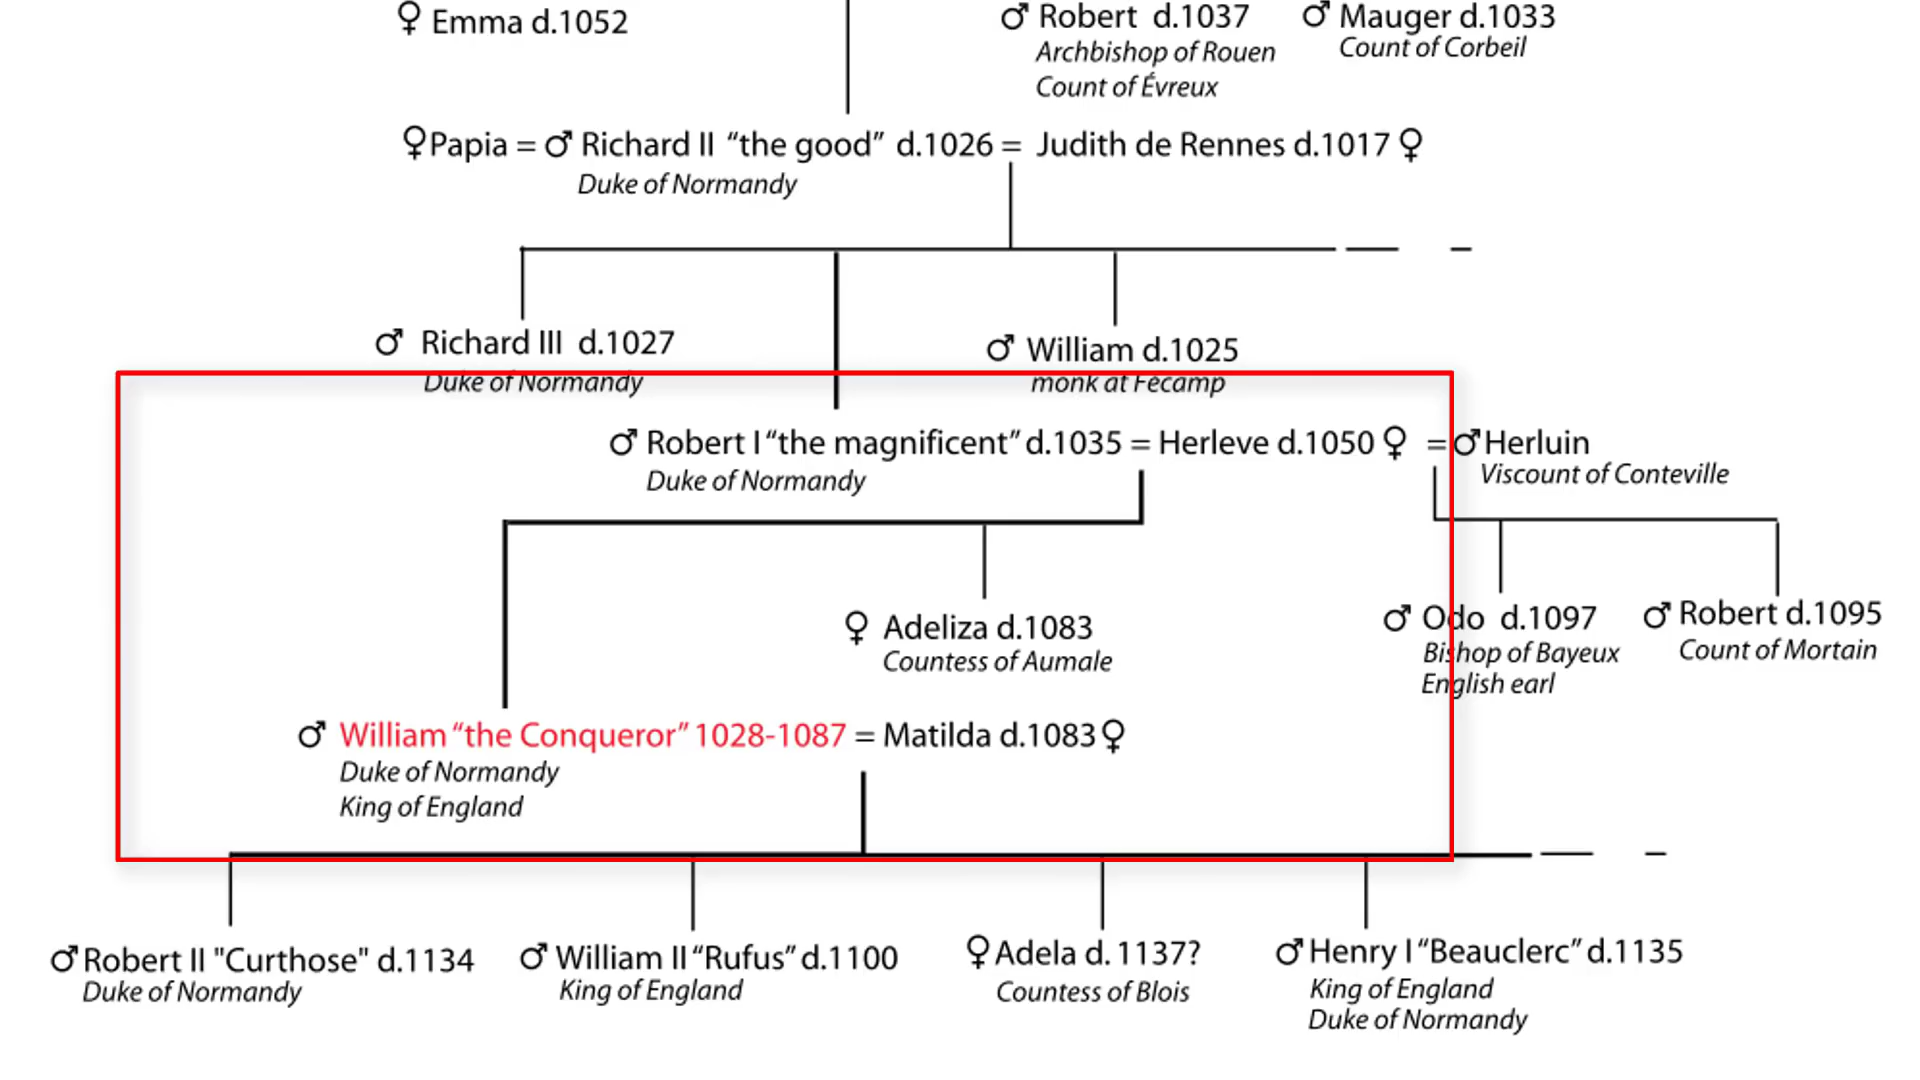 ♀ Emma d.1052
♂ Robert d.1037
Archbishop of Rouen
Count of Évreux
♂ Mauger d.1033
Count of Corbeil
♀Papia = ♂ Richard II “the good” d.1026 = Judith de Rennes d.1017 ♀
Duke of Normandy
♂ Richard III d.1027
Duke of Normandy
♂ William d.1025
monk at Fécamp
♂ Robert I “the magnificent” d.1035 = Herleve d.1050 ♀ =♂Herluin
Duke of Normandy
Viscount of Conteville
♀ Adeliza d.1083
Countess of Aumale
♂ Odo d.1097
Bishop of Bayeux
English earl
♂ Robert d.1095
Count of Mortain
♂ William “the Conqueror” 1028-1087 = Matilda d.1083♀
Duke of Normandy
King of England
♂Robert II "Curthose" d.1134
Duke of Normandy
♂ William II “Rufus” d.1100
King of England
♀Adela d. 1137?
Countess of Blois
♂Henry I “Beauclerc” d.1135
King of England
Duke of Normandy